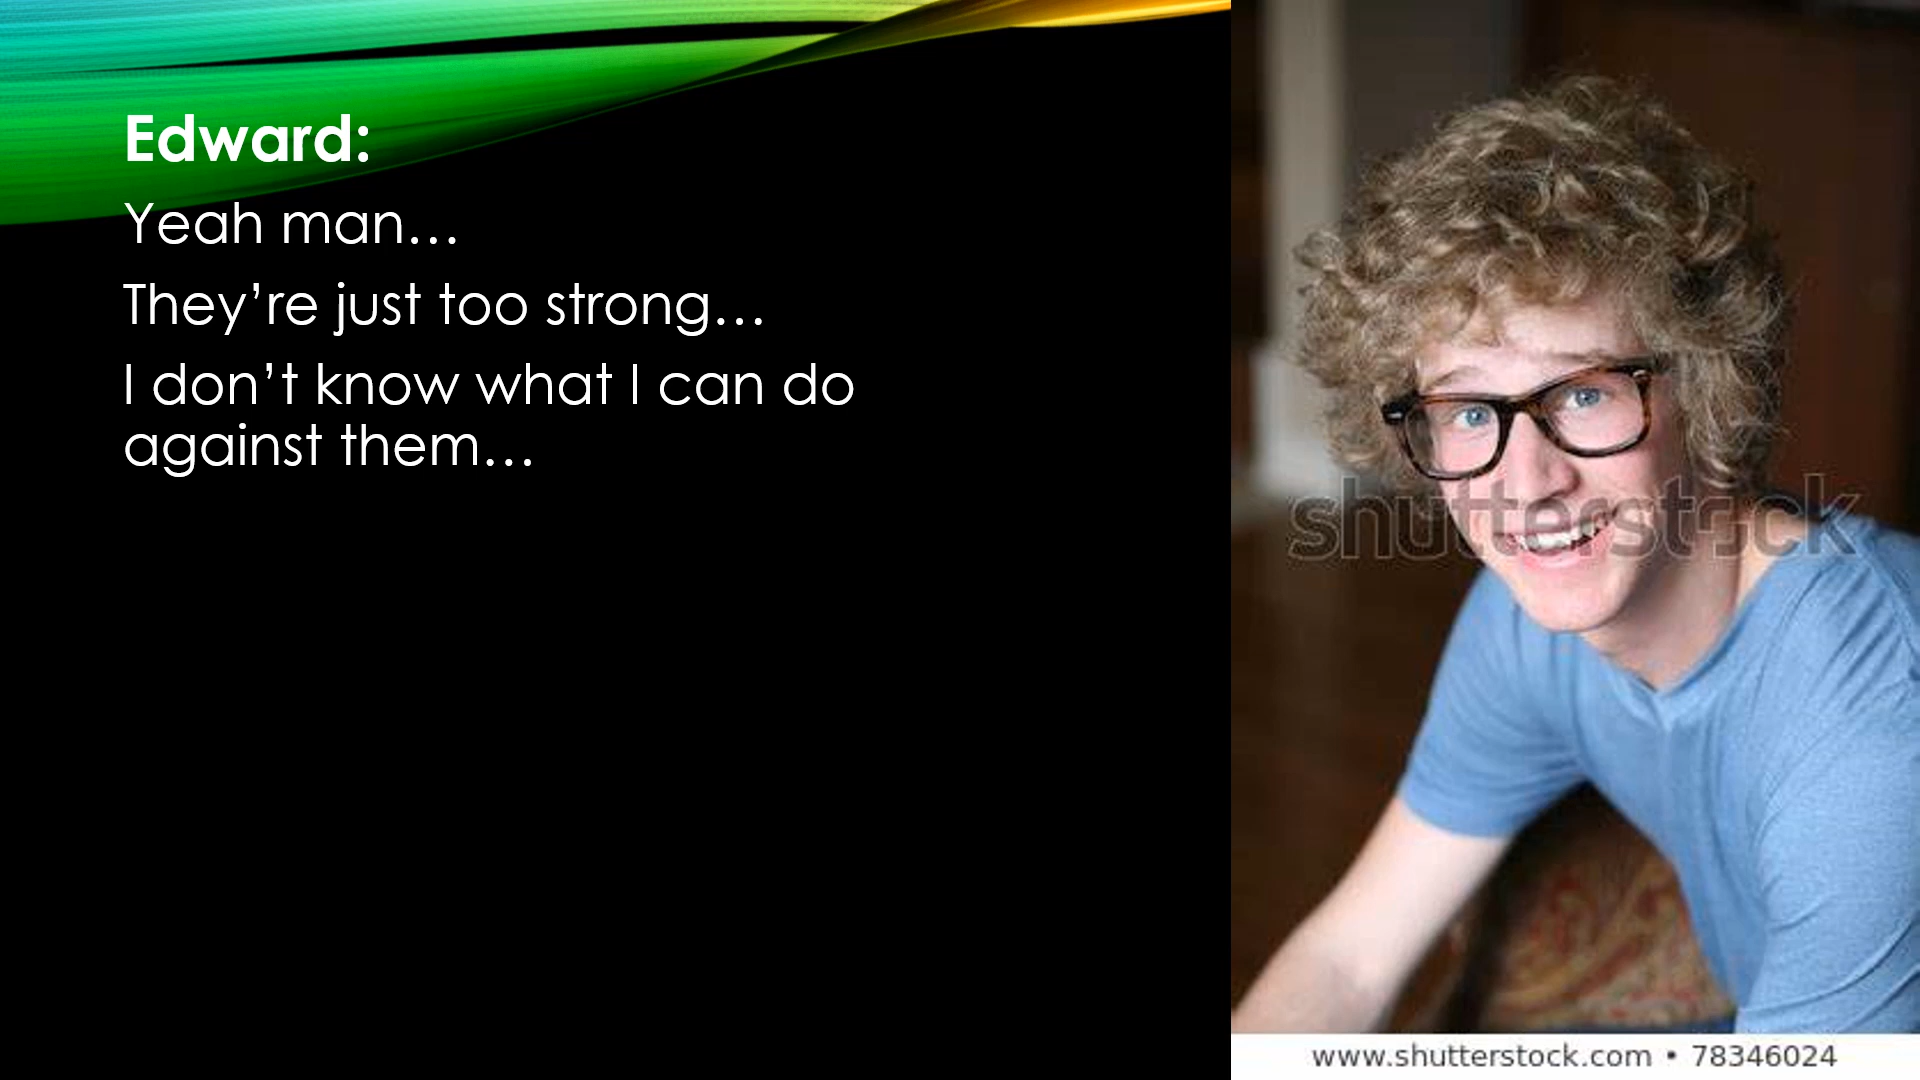 Edward:
Yeah man…
They’re just too strong…
I don’t know what I can do
against them…
shutterstock
www.shutterstock.com • 78346024